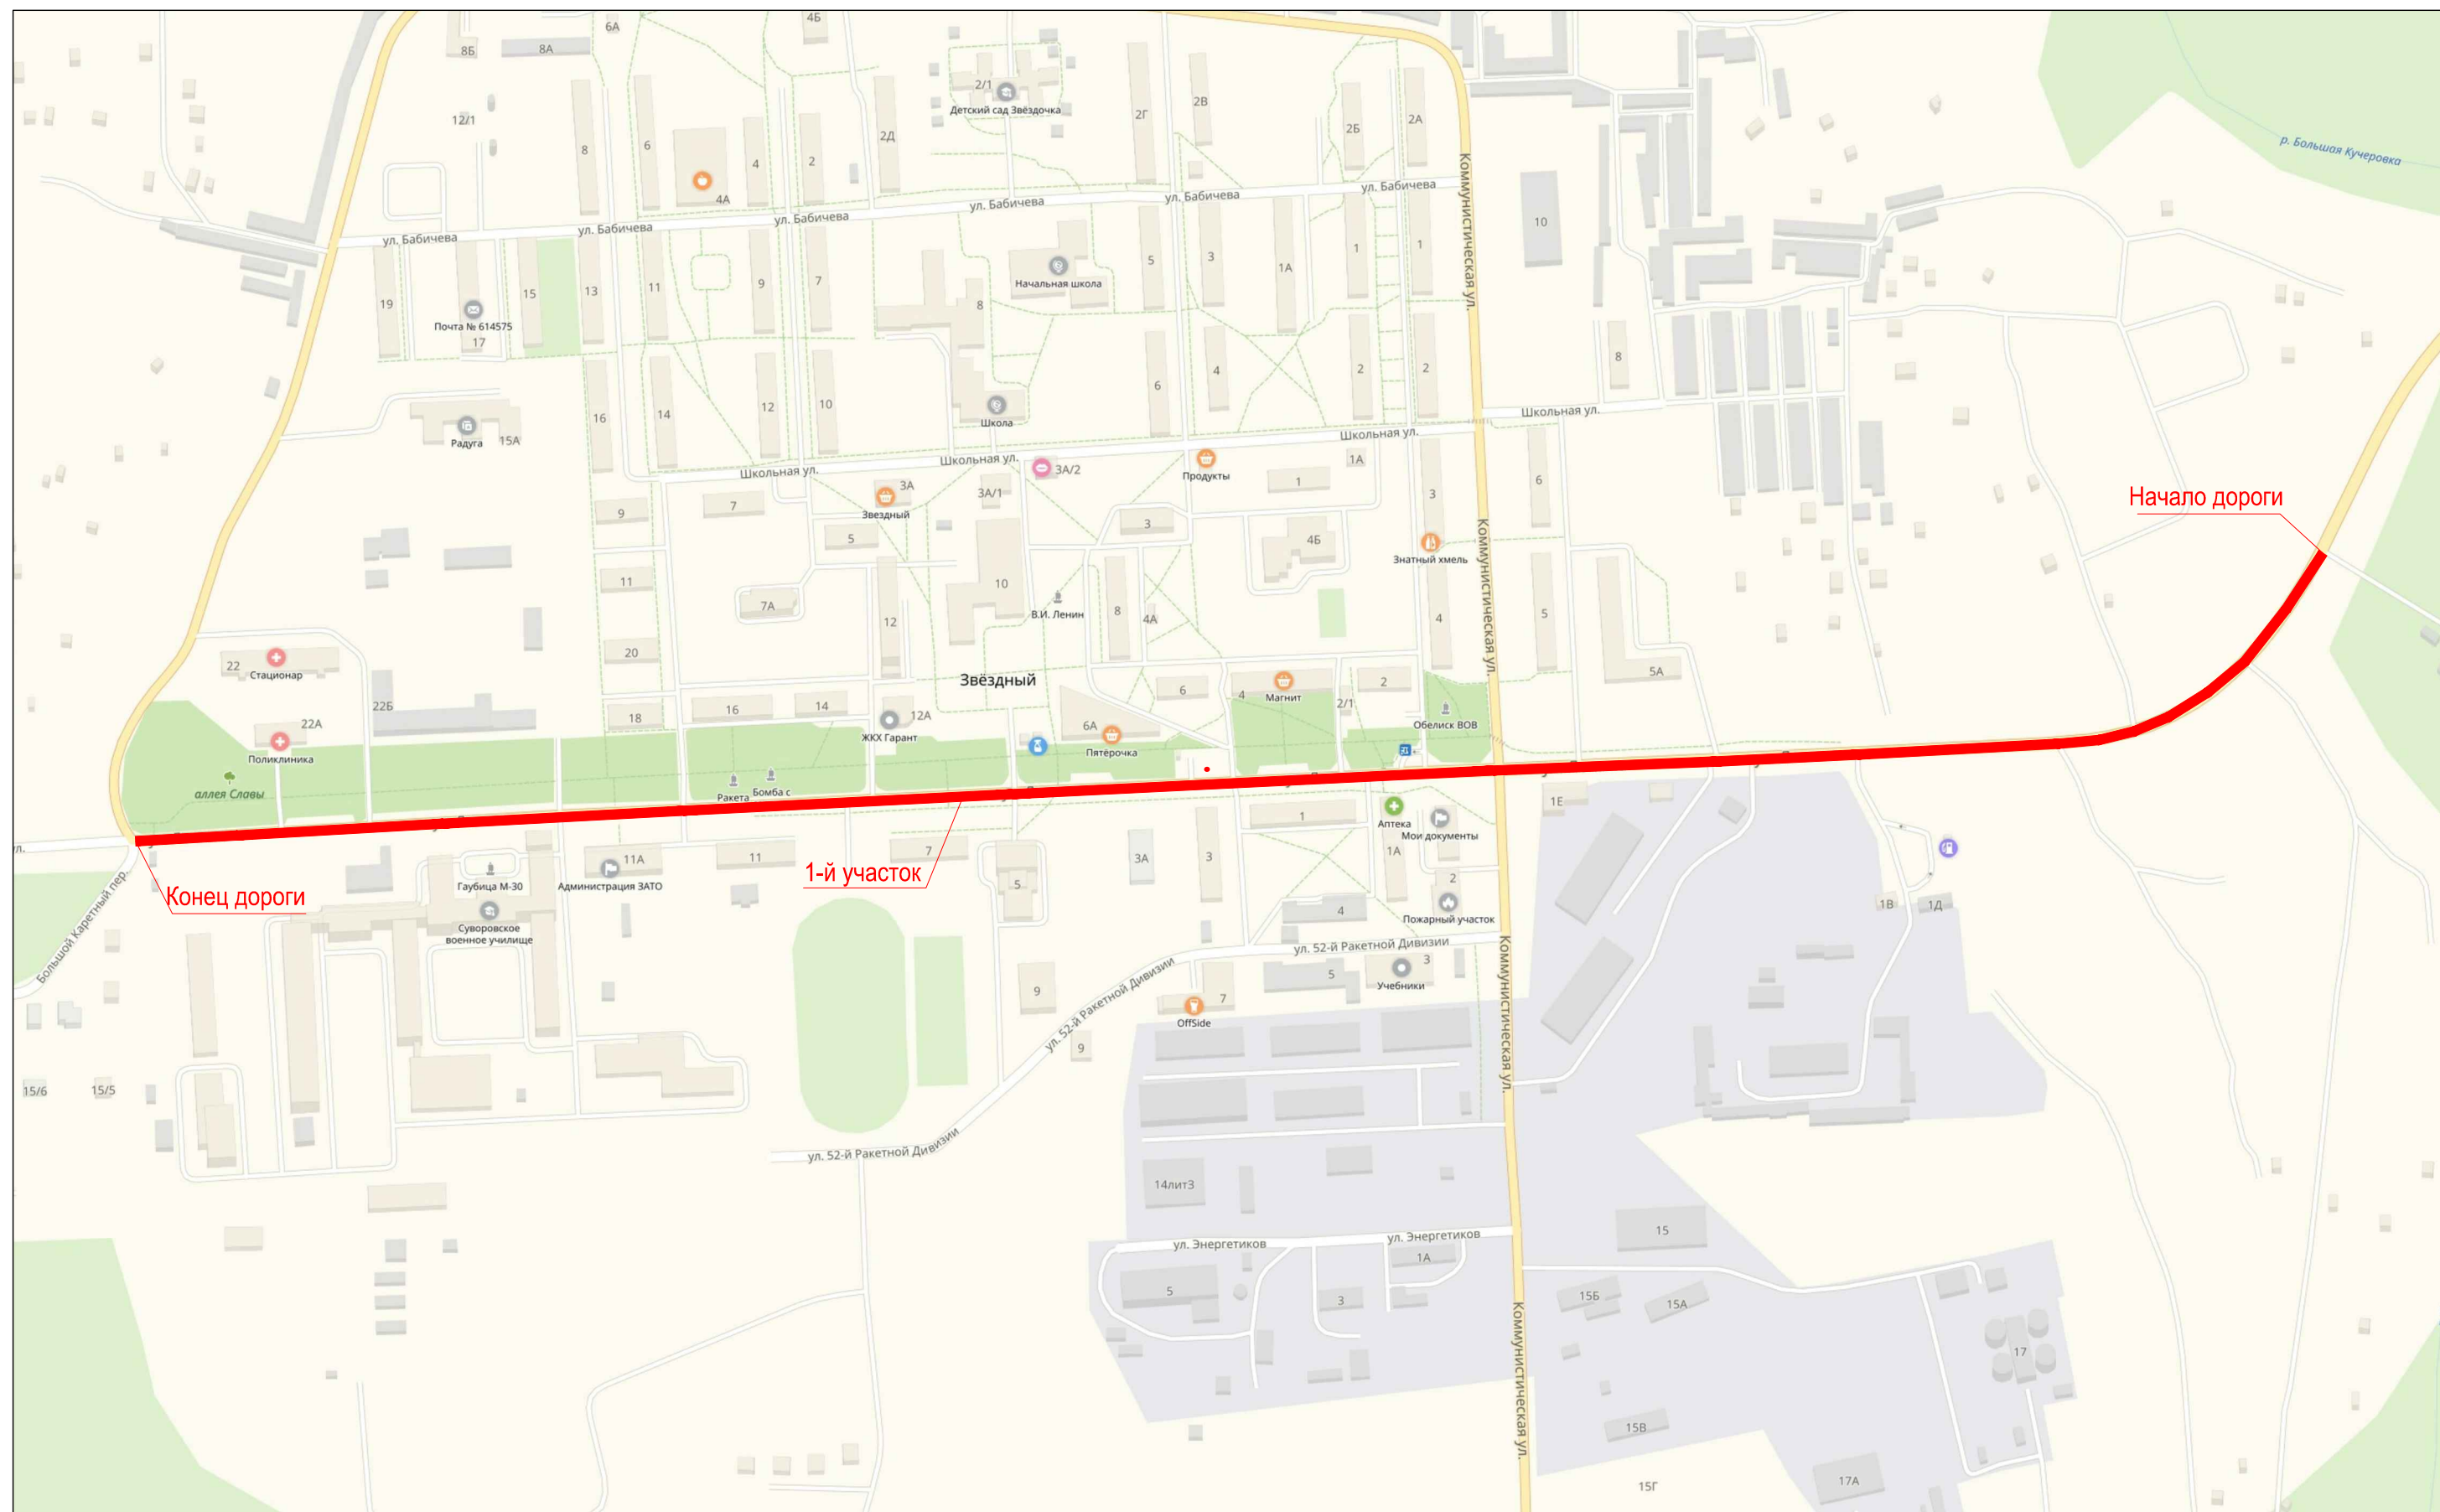 6А
4Б
8Б
8А
2/1
Детский сад Звёздочка
12/1
8
6
4
2
2Д
2Г
2В
2Б
2А
4А
р. Большая Кучеровка
Коммунистическая ул.
ул. Бабичева
ул. Бабичева
ул. Бабичева
ул. Бабичева
ул. Бабичева
ул. Бабичева
10
19
Почта № 614575
17
15
13
11
9
7
8
Начальная школа
5
3
1А
1
1
Радуга
15А
16
14
12
10
Школа
6
4
2
2
8
Школьная ул.
Школьная ул.
Школьная ул.
Школьная ул.
9
7
3А
Звездный
3А/1
3А/2
Продукты
1
1А
3
6
Начало дороги
5
3
4Б
Знатный хмель
Коммунистическая ул.
11
7А
12
10
В.И. Ленин
8
4А
4
5
22
Стационар
20
Звёздный
5А
22А
Поликлиника
22Б
18
16
14
12А
ЖКХ Гарант
6А
Пятёрочка
6
4
Магнит
2/1
2
Обелиск ВОВ
аллея Славы
Ракета
Бомба с
1Е
л.
Конец дороги
Гаубица М-30
11А
Администрация ЗАТО
11
7
1-й участок
5
3А
3
1
Аптека
Мои документы
1А
2
Пожарный участок
4
1В
1Д
Большой Каретный пер.
Суворовское
военное училище
ул. 52-й Ракетной Дивизии
Коммунистическая ул.
9
9
ул. 52-й Ракетной Дивизии
7
OffSide
5
3
Учебники
15/6
15/5
ул. 52-й Ракетной Дивизии
14лит3
ул. Энергетиков
ул. Энергетиков
1А
15
5
3
15Б
15А
Коммунистическая ул.
17
15В
15Г
17А